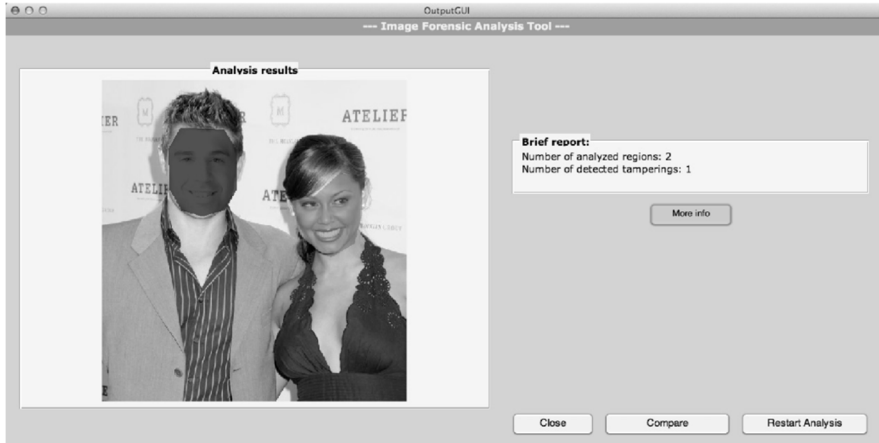 OutputGUI
--- Image Forensic Analysis Tool ---
Analysis results
ATELIER
ATELIER
ATE
Brief report:
Number of analyzed regions: 2
Number of detected tamperings: 1
More info
Close
Compare
Restart Analysis